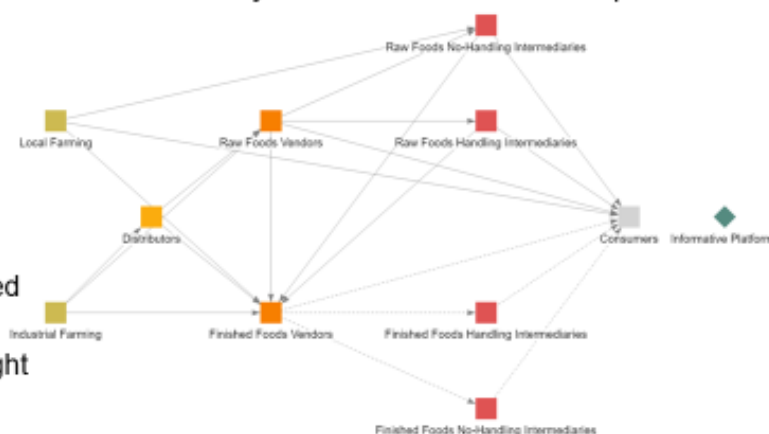 Raw Foods No-Handling Intermediaries
Local Farming
Raw Foods Vendors
Raw Foods Handling Intermediaries
Distributors
Consumers
Informative Platform
ed
Industrial Farming
Finished Foods Vendors
Finished Foods Handling Intermediaries
ght
Finished Foods No-Handling Intermediaries